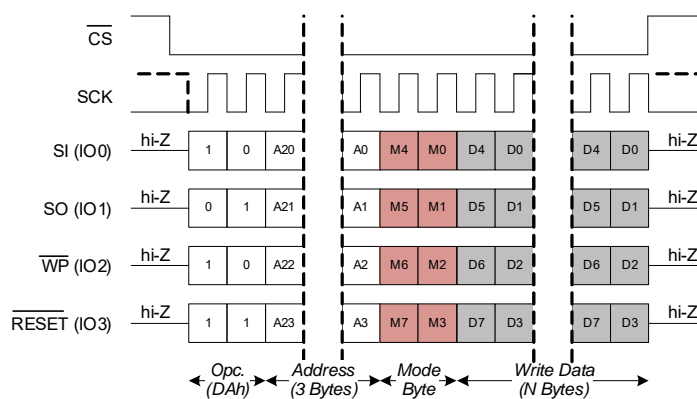 CS
SCK
SI (IO0) hi-Z 1 0 A20 A0 M4 M0 D4 D0 D4 D0 hi-Z
SO (IO1) hi-Z 0 1 A21 A1 M5 M1 D5 D1 D5 D1 hi-Z
WP (IO2) hi-Z 1 0 A22 A2 M6 M2 D6 D2 D6 D2 hi-Z
RESET (IO3) hi-Z 1 1 A23 A3 M7 M3 D7 D3 D7 D3 hi-Z
Opc. Address Mode Write Data
(DAh) (3 Bytes) Byte (N Bytes)